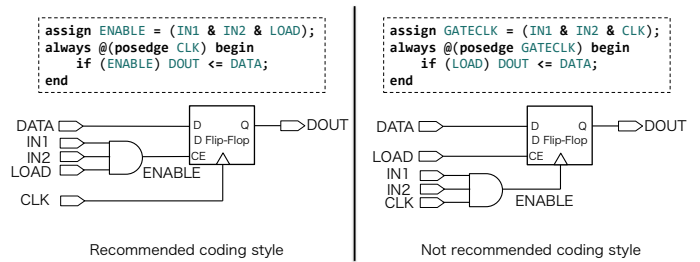 assign ENABLE = (IN1 & IN2 & LOAD);
always @(posedge CLK) begin
if (ENABLE) DOUT <= DATA;
end
DATA
IN1
IN2
LOAD
CLK
D
Q
D Flip-Flop
CE
ENABLE
DOUT
Recommended coding style
assign GATECLK = (IN1 & IN2 & CLK);
always @(posedge GATECLK) begin
if (LOAD) DOUT <= DATA;
end
DATA
LOAD
IN1
IN2
CLK
D
Q
D Flip-Flop
CE
ENABLE
DOUT
Not recommended coding style